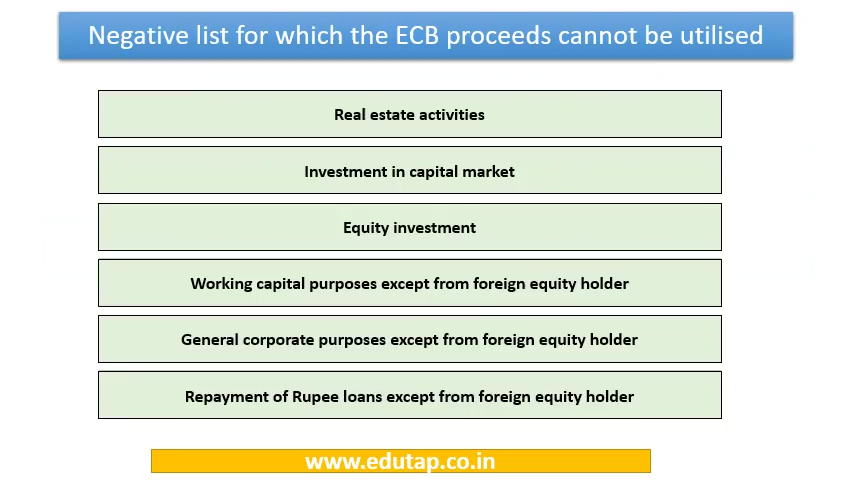 Negative list for which the ECB proceeds cannot be utilised
Real estate activities
Investment in capital market
Equity investment
Working capital purposes except from foreign equity holder
General corporate purposes except from foreign equity holder
Repayment of Rupee loans except from foreign equity holder
www.edutap.co.in